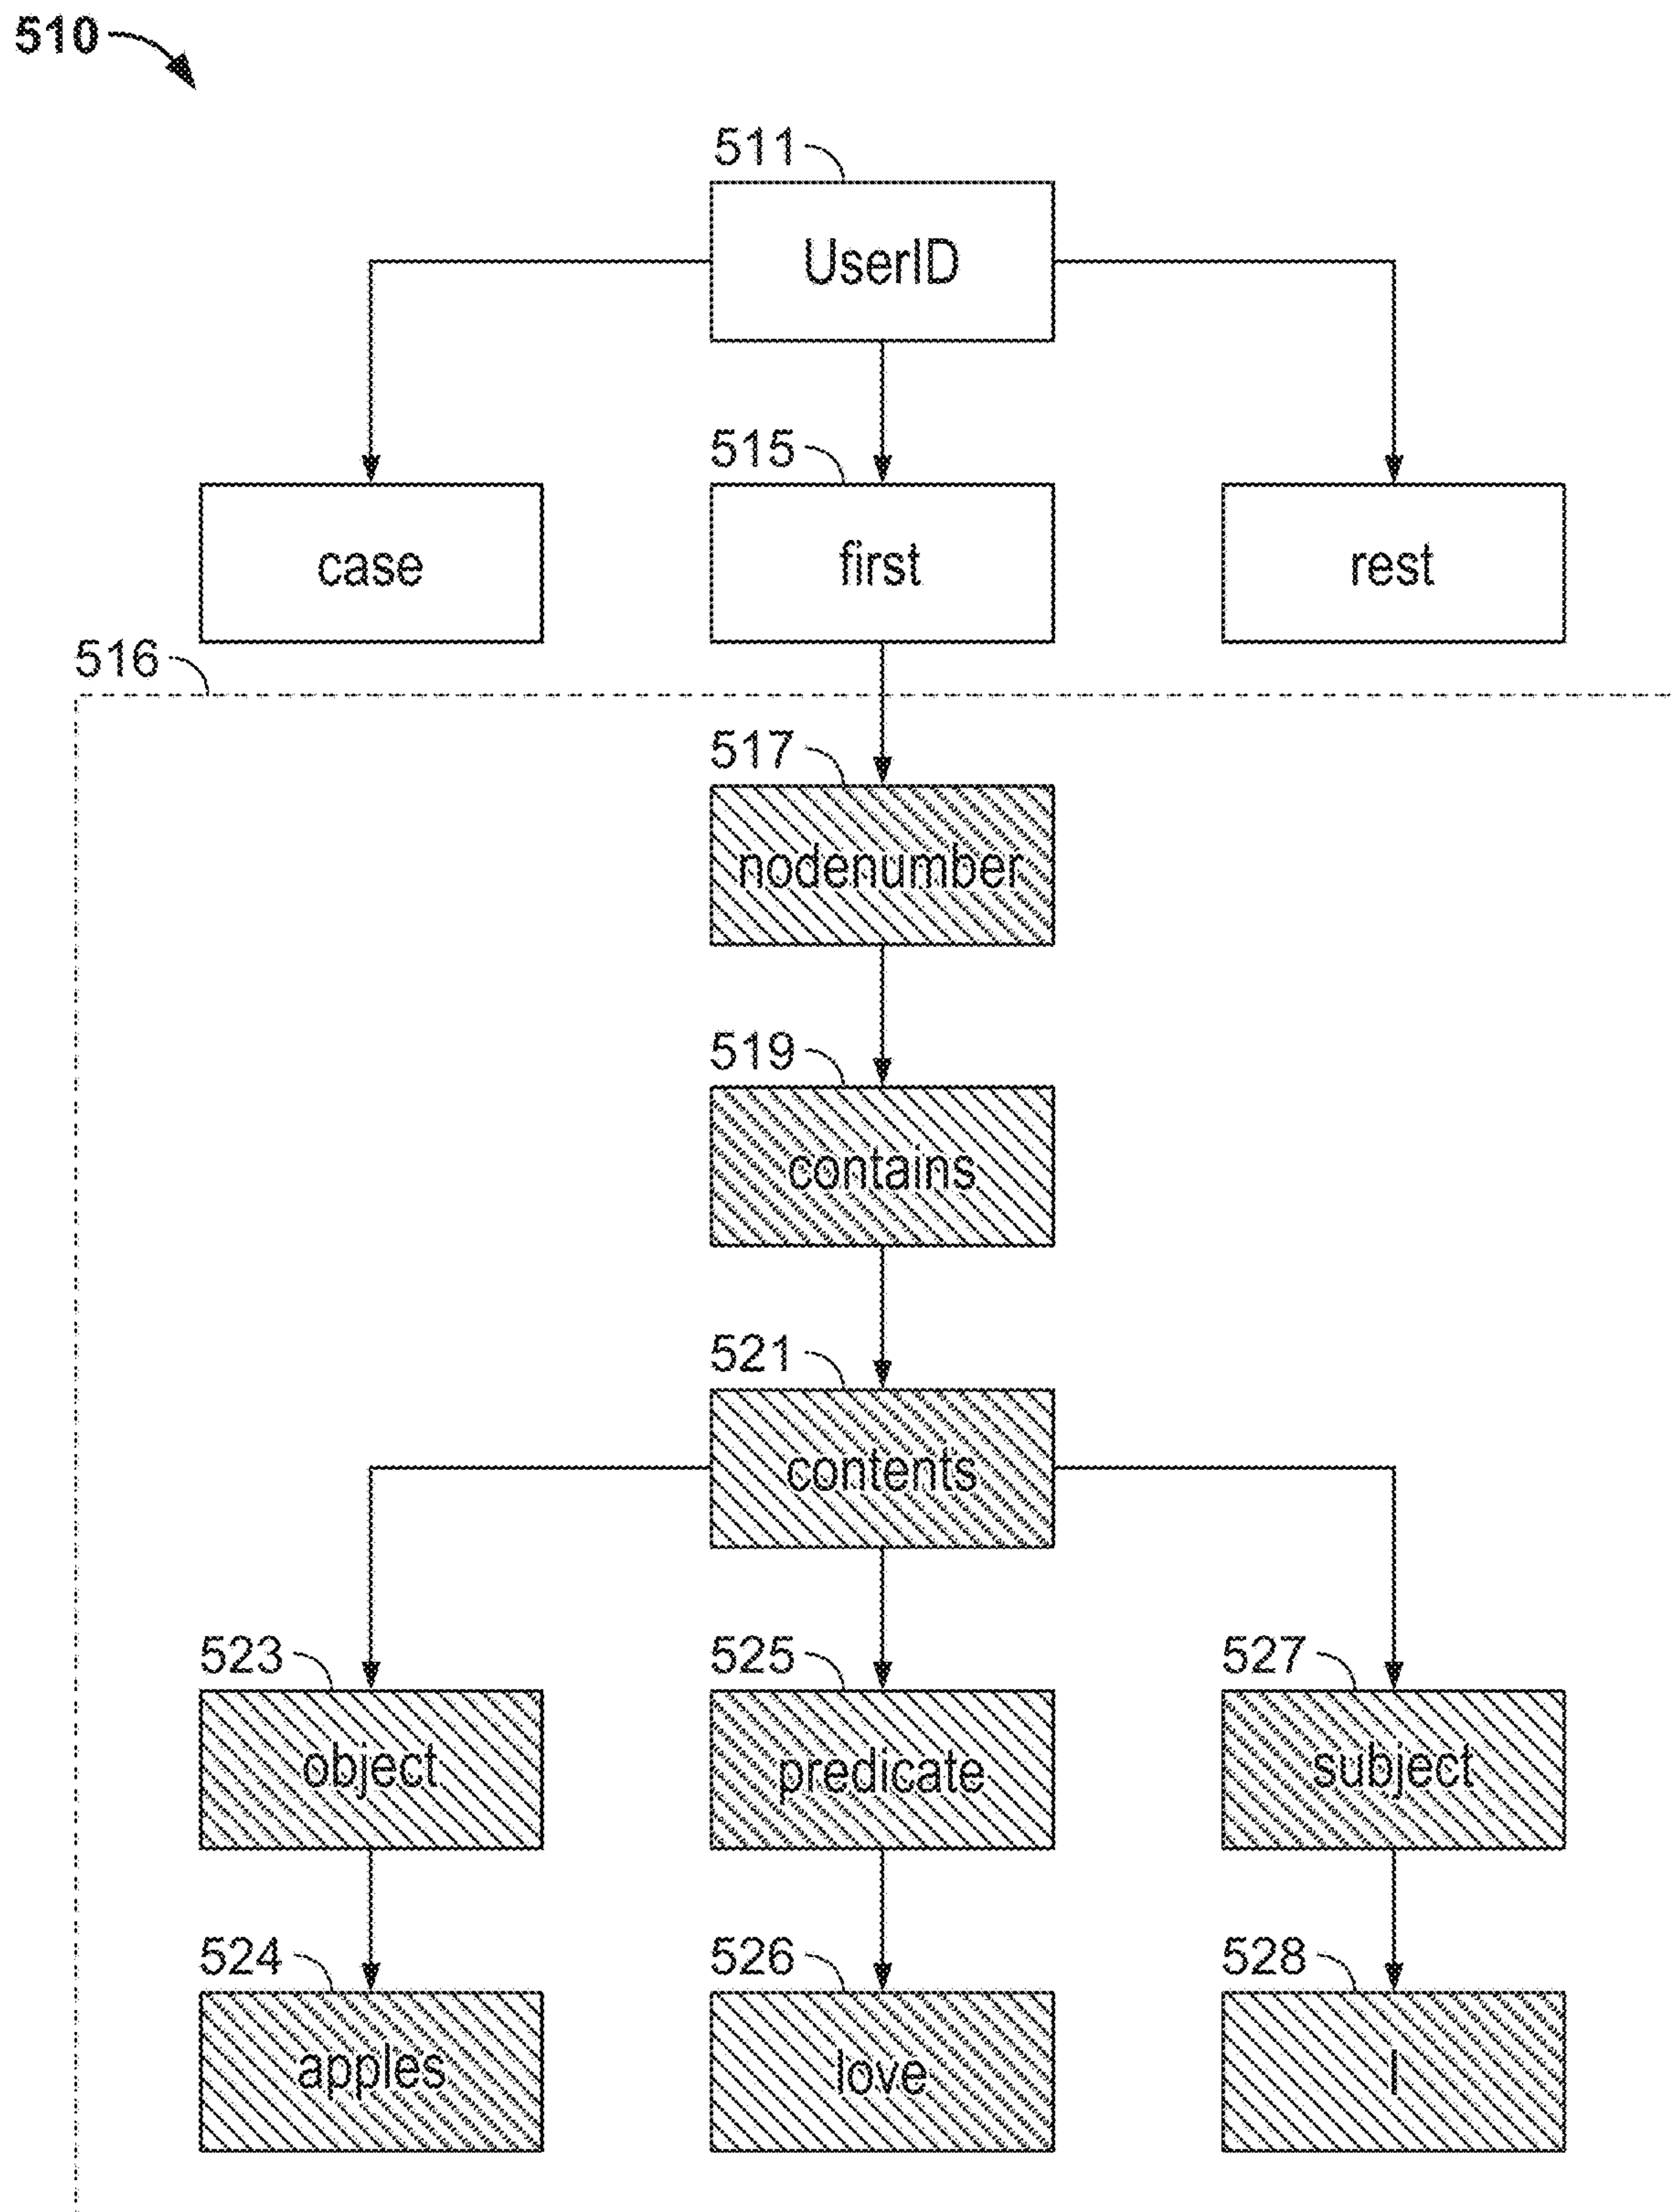 510
511
UserID
515
case first rest
516
517
nodenumber
519
contains
521
contents
523 525 527
object predicate subject
524 526 528
apples love I